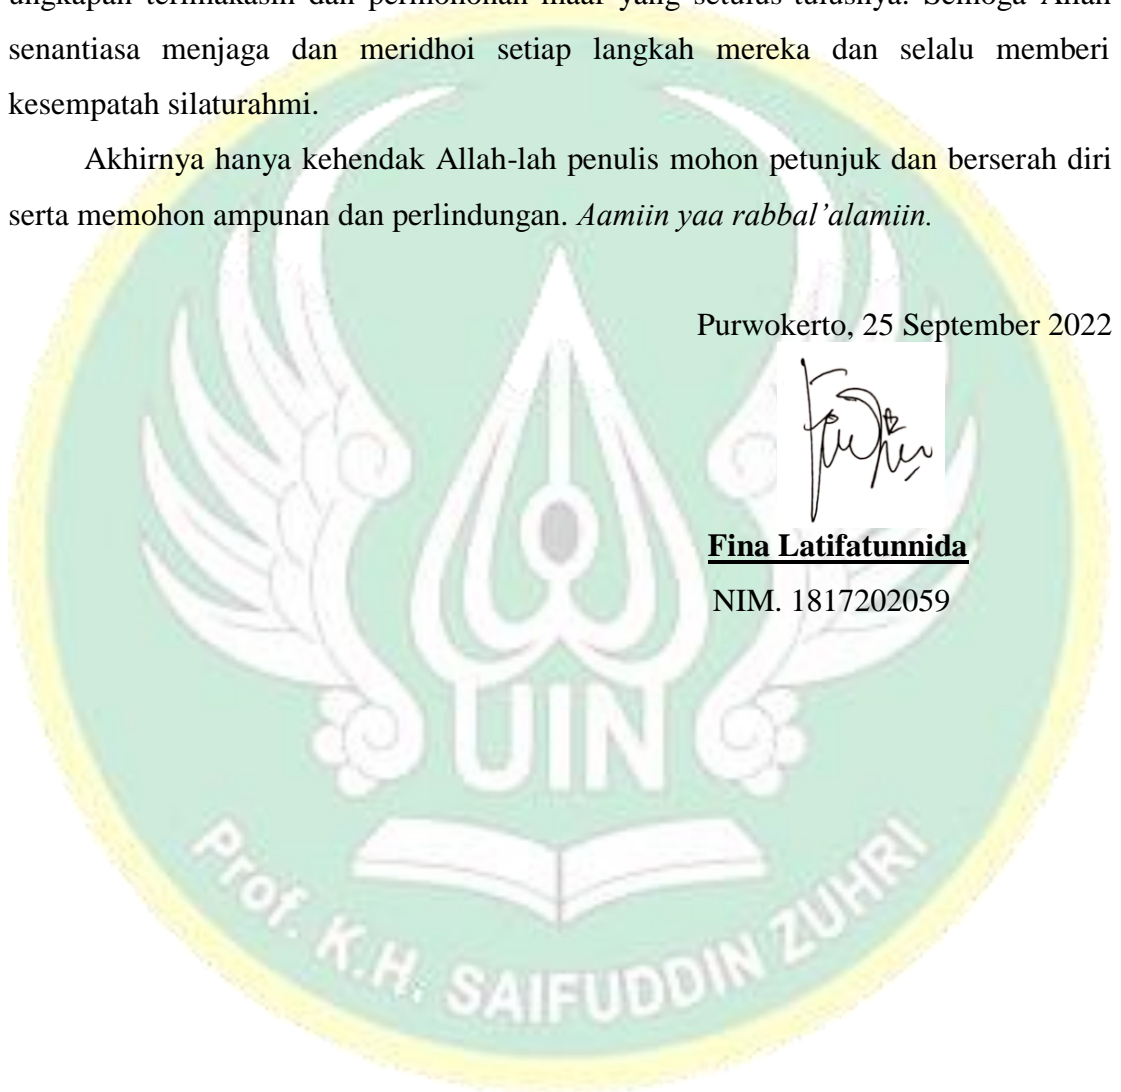 ungkapan terimakasih dan permohonan maaf yang setulus-tulusnya. Semoga Allah
senantiasa menjaga dan meridhoi setiap langkah mereka dan selalu memberi
kesempatah silaturahmi.
Akhirnya hanya kehendak Allah-lah penulis mohon petunjuk dan berserah diri
serta memohon ampunan dan perlindungan. Aamiin yaa rabbal’alamiin.
Purwokerto, 25 September 2022
Fina Latifatunnida
NIM. 1817202059
UIN
Prof. K.H. SAIFUDDIN ZUHRI